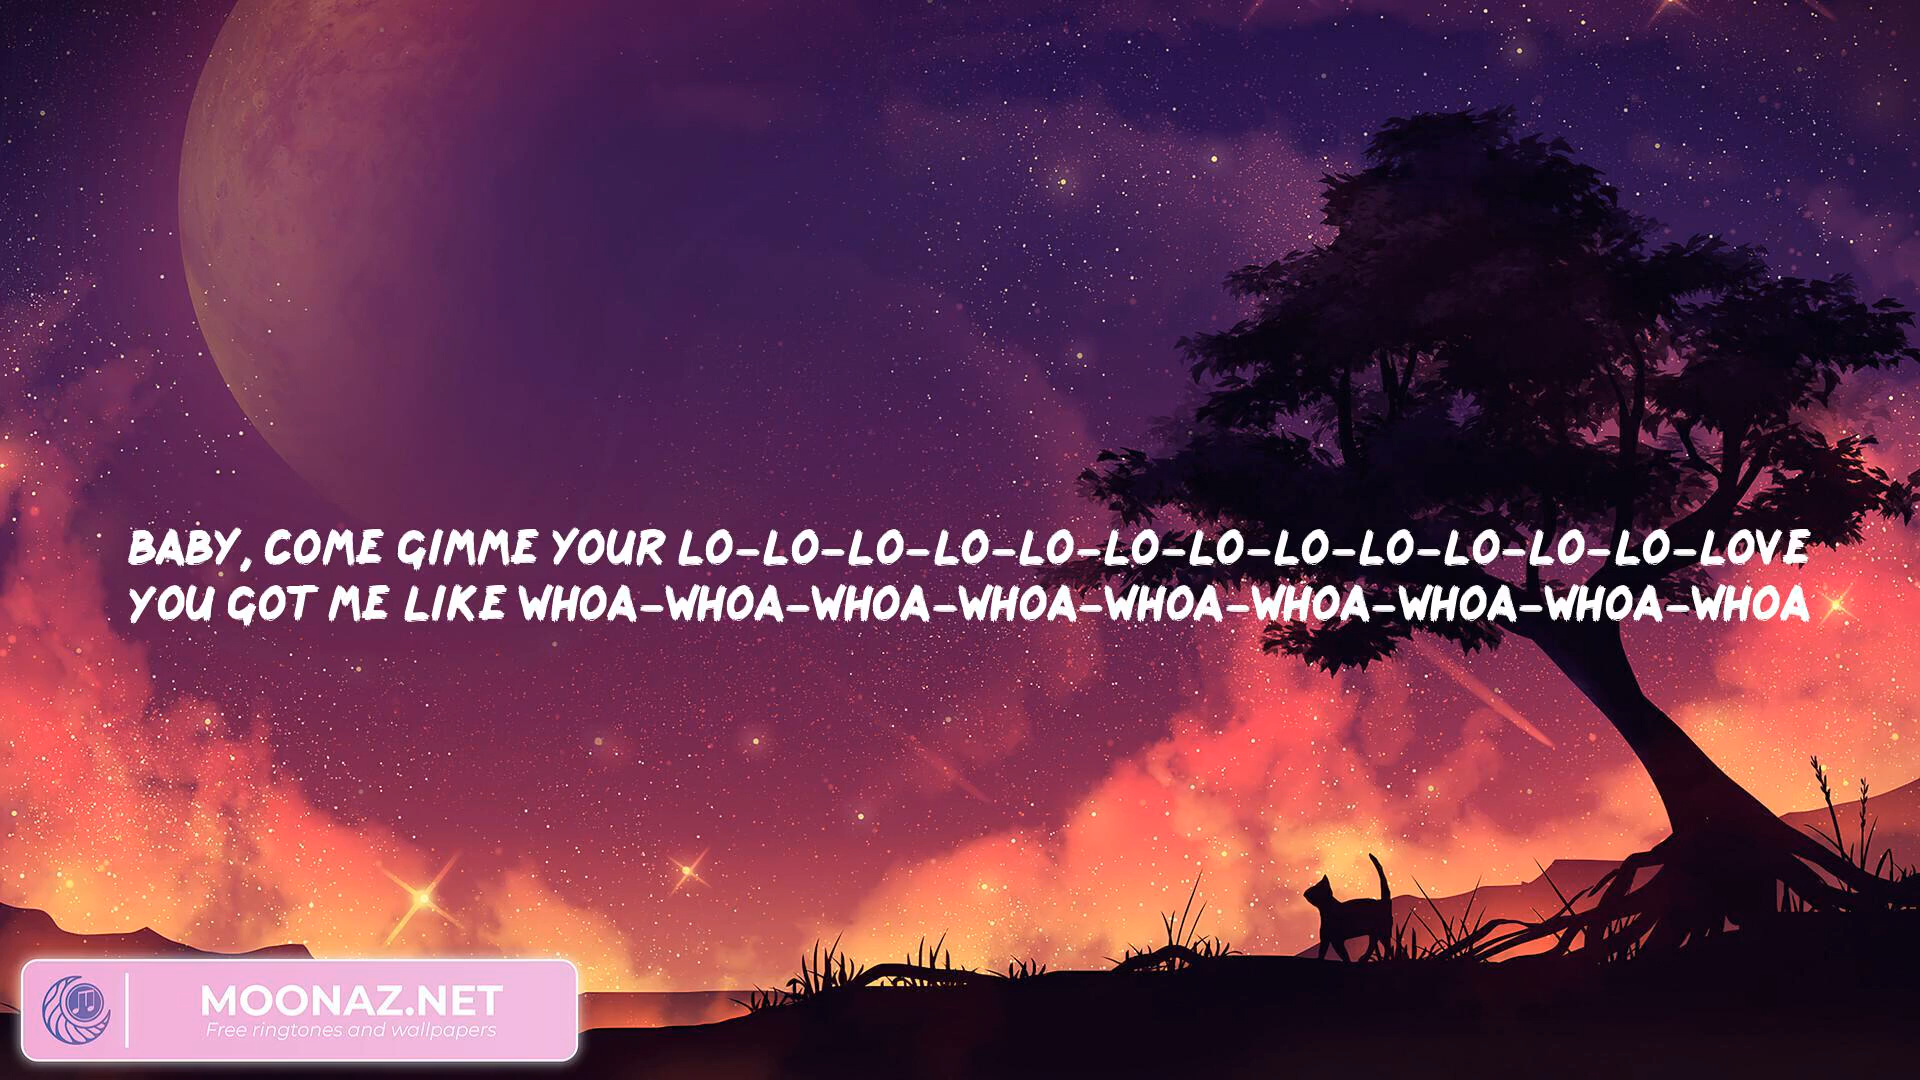 BABY, COME GIMME YOUR LO-LO-LO-LO-LO-LO-LO-LO-LO-LO-LO-LO-LOVE
YOU GOT ME LIKE WHOA-WHOA-WHOA-WHOA-WHOA-WHOA-WHOA-WHOA-WHOA
MOONAZ.NET
Free ringtones and wallpapers